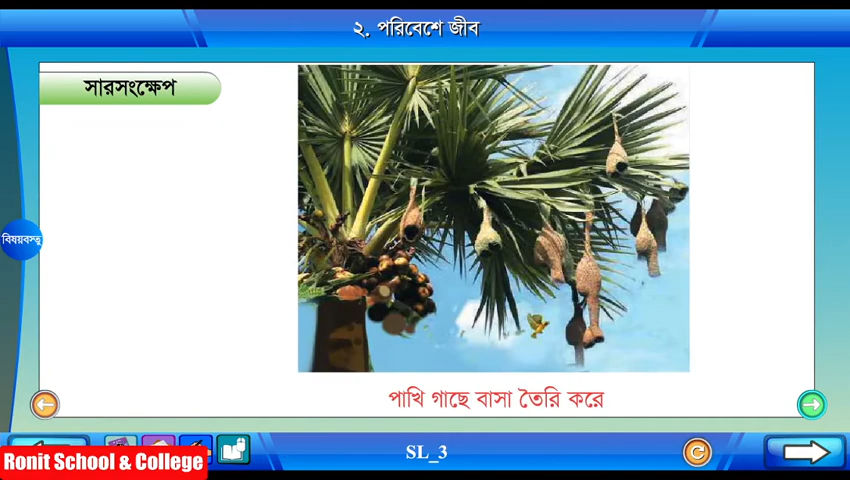 ২. পরিবেশে জীব
সারসংক্ষেপ
বিষয়বস্তু
পাখি গাছে বাসা তৈরি করে
SL_3
Ronit School & College